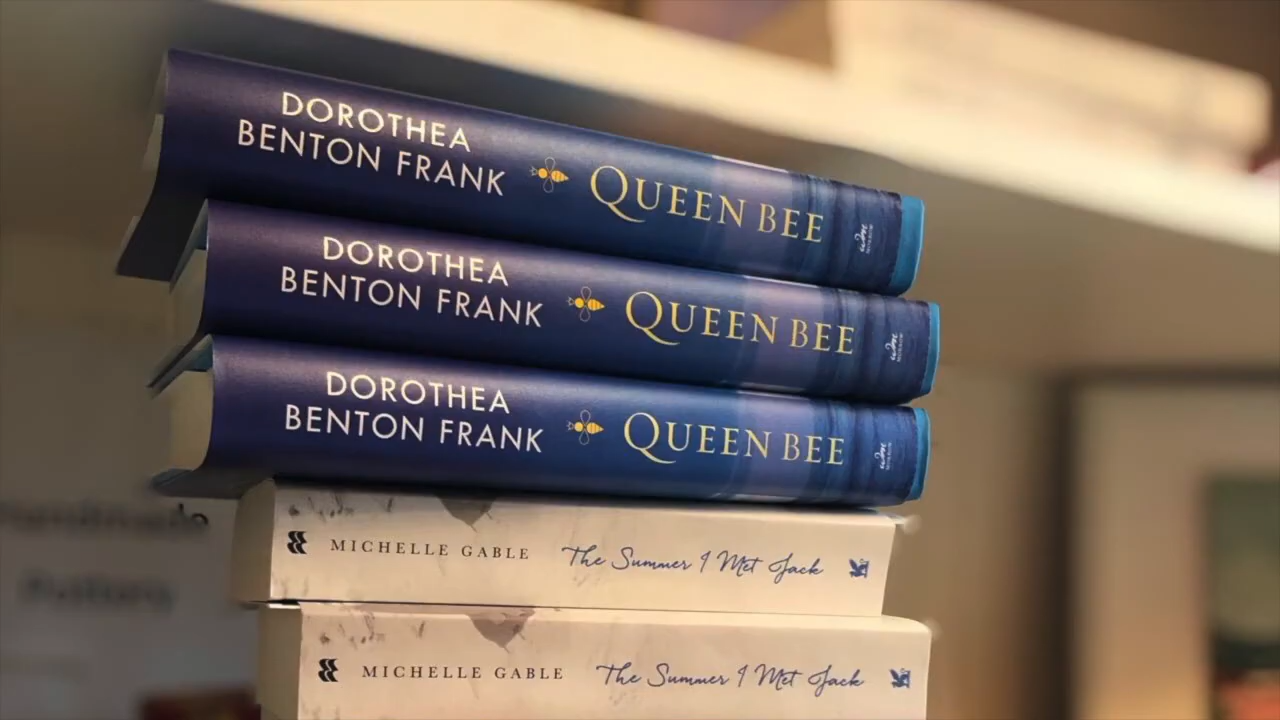 DOROTHEA
BENTON FRANK
QUEEN BEE
DOROTHEA
BENTON FRANK
QUEEN BEE
DOROTHEA
BENTON FRANK
QUEEN BEE
MICHELLE GABLE The Summer I Met Jack
MICHELLE GABLE The Summer I Met Jack
Pottery